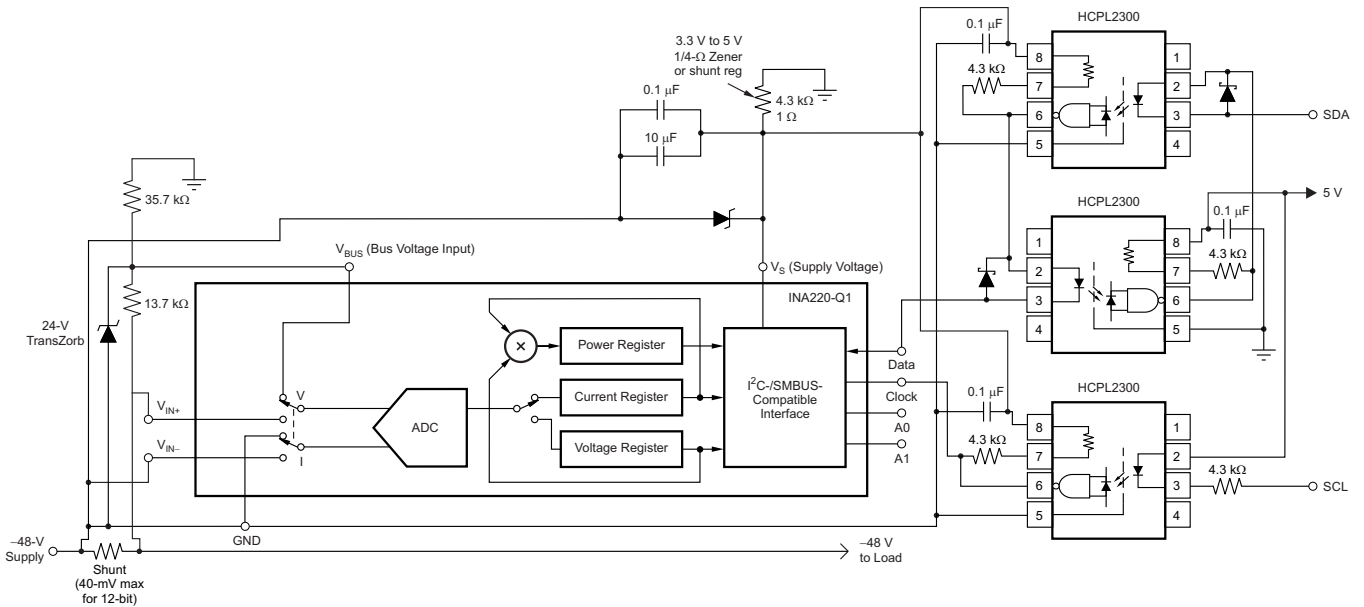 HCPL2300
0.1 µF
8
7
6
5
1
2
3
4
4.3 kΩ
SDA
3.3 V to 5 V
1/4-Ω Zener
or shunt reg
4.3 kΩ
1 Ω
0.1 µF
10 µF
35.7 kΩ
13.7 kΩ
24-V
TransZorb
VBUS (Bus Voltage Input)
VS (Supply Voltage)
HCPL2300
1
2
3
4
8
7
6
5
0.1 µF
4.3 kΩ
5 V
INA220-Q1
×
Power Register
Current Register
Voltage Register
I2C-/SMBUS-
Compatible
Interface
Data
Clock
A0
A1
VIN+
VIN−
V
I
ADC
HCPL2300
0.1 µF
4.3 kΩ
8
7
6
5
1
2
3
4
4.3 kΩ
SCL
GND
−48-V
Supply
Shunt
(40-mV max
for 12-bit)
−48 V
to Load